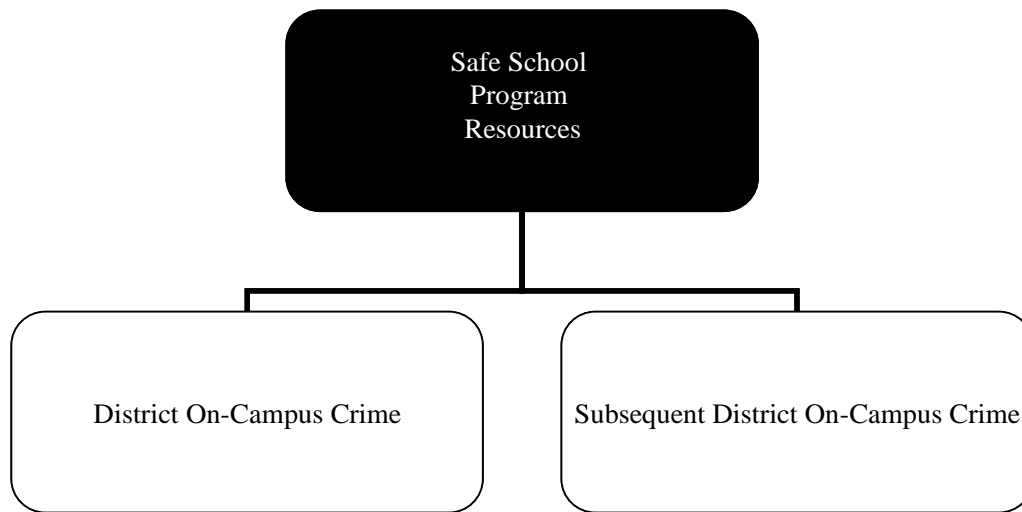 Safe School
Program
Resources
District On-Campus Crime
Subsequent District On-Campus Crime